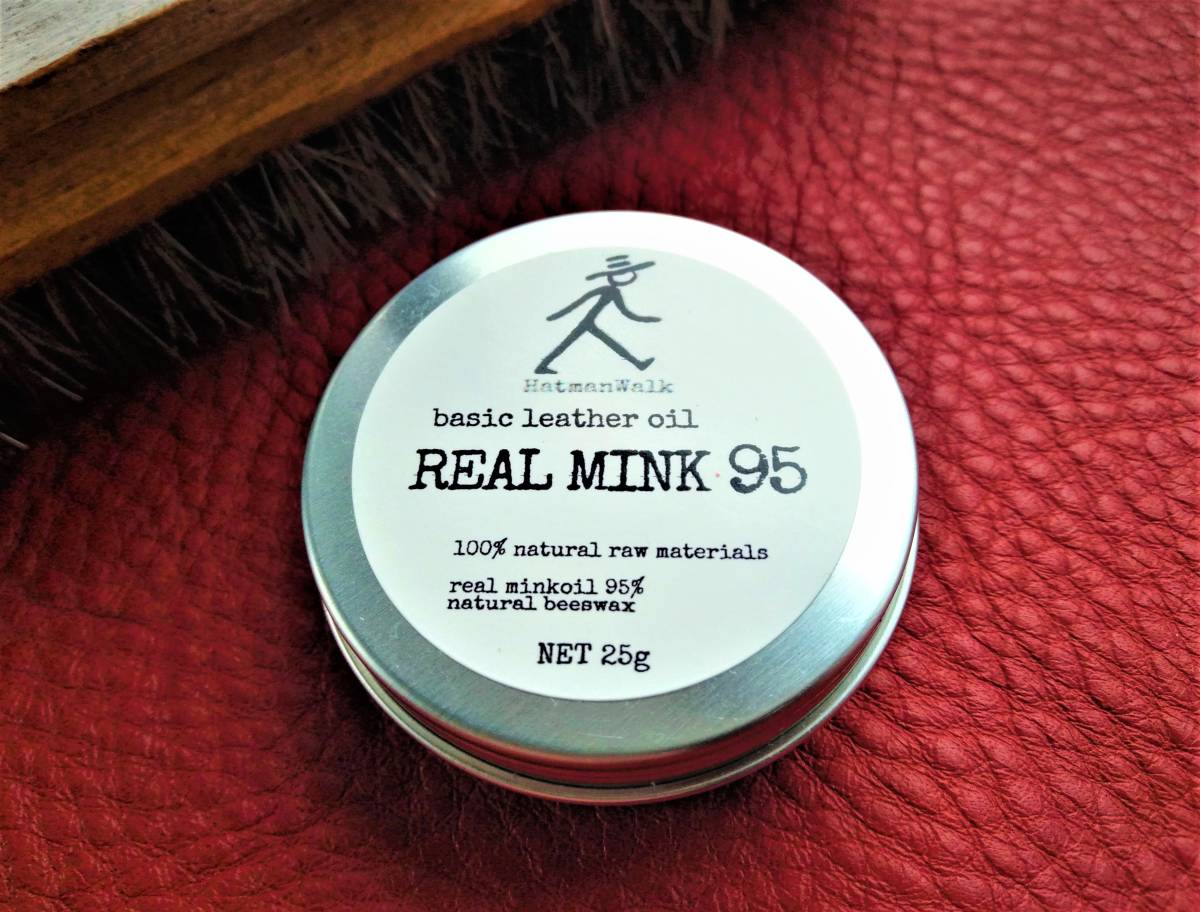 HatmanWalk
basic leather oil
REAL MINK 95
100% natural raw materials
real minkoil 95%
natural beeswax
NET 25g